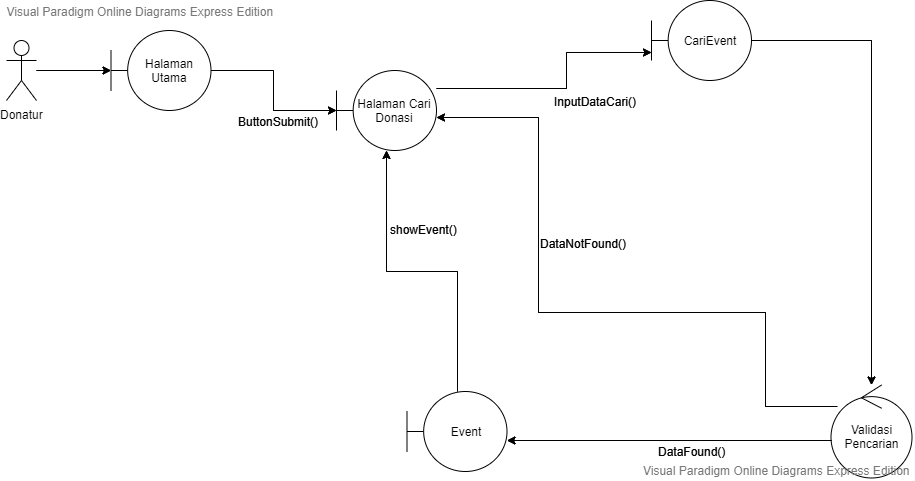 Visual Paradigm Online Diagrams Express Edition
Donatur
Halaman
Utama
ButtonSubmit()
Halaman Cari
Donasi
InputDataCari()
CariEvent
showEvent()
DataNotFound()
Event
DataFound()
Validasi
Pencarian
Visual Paradigm Online Diagrams Express Edition